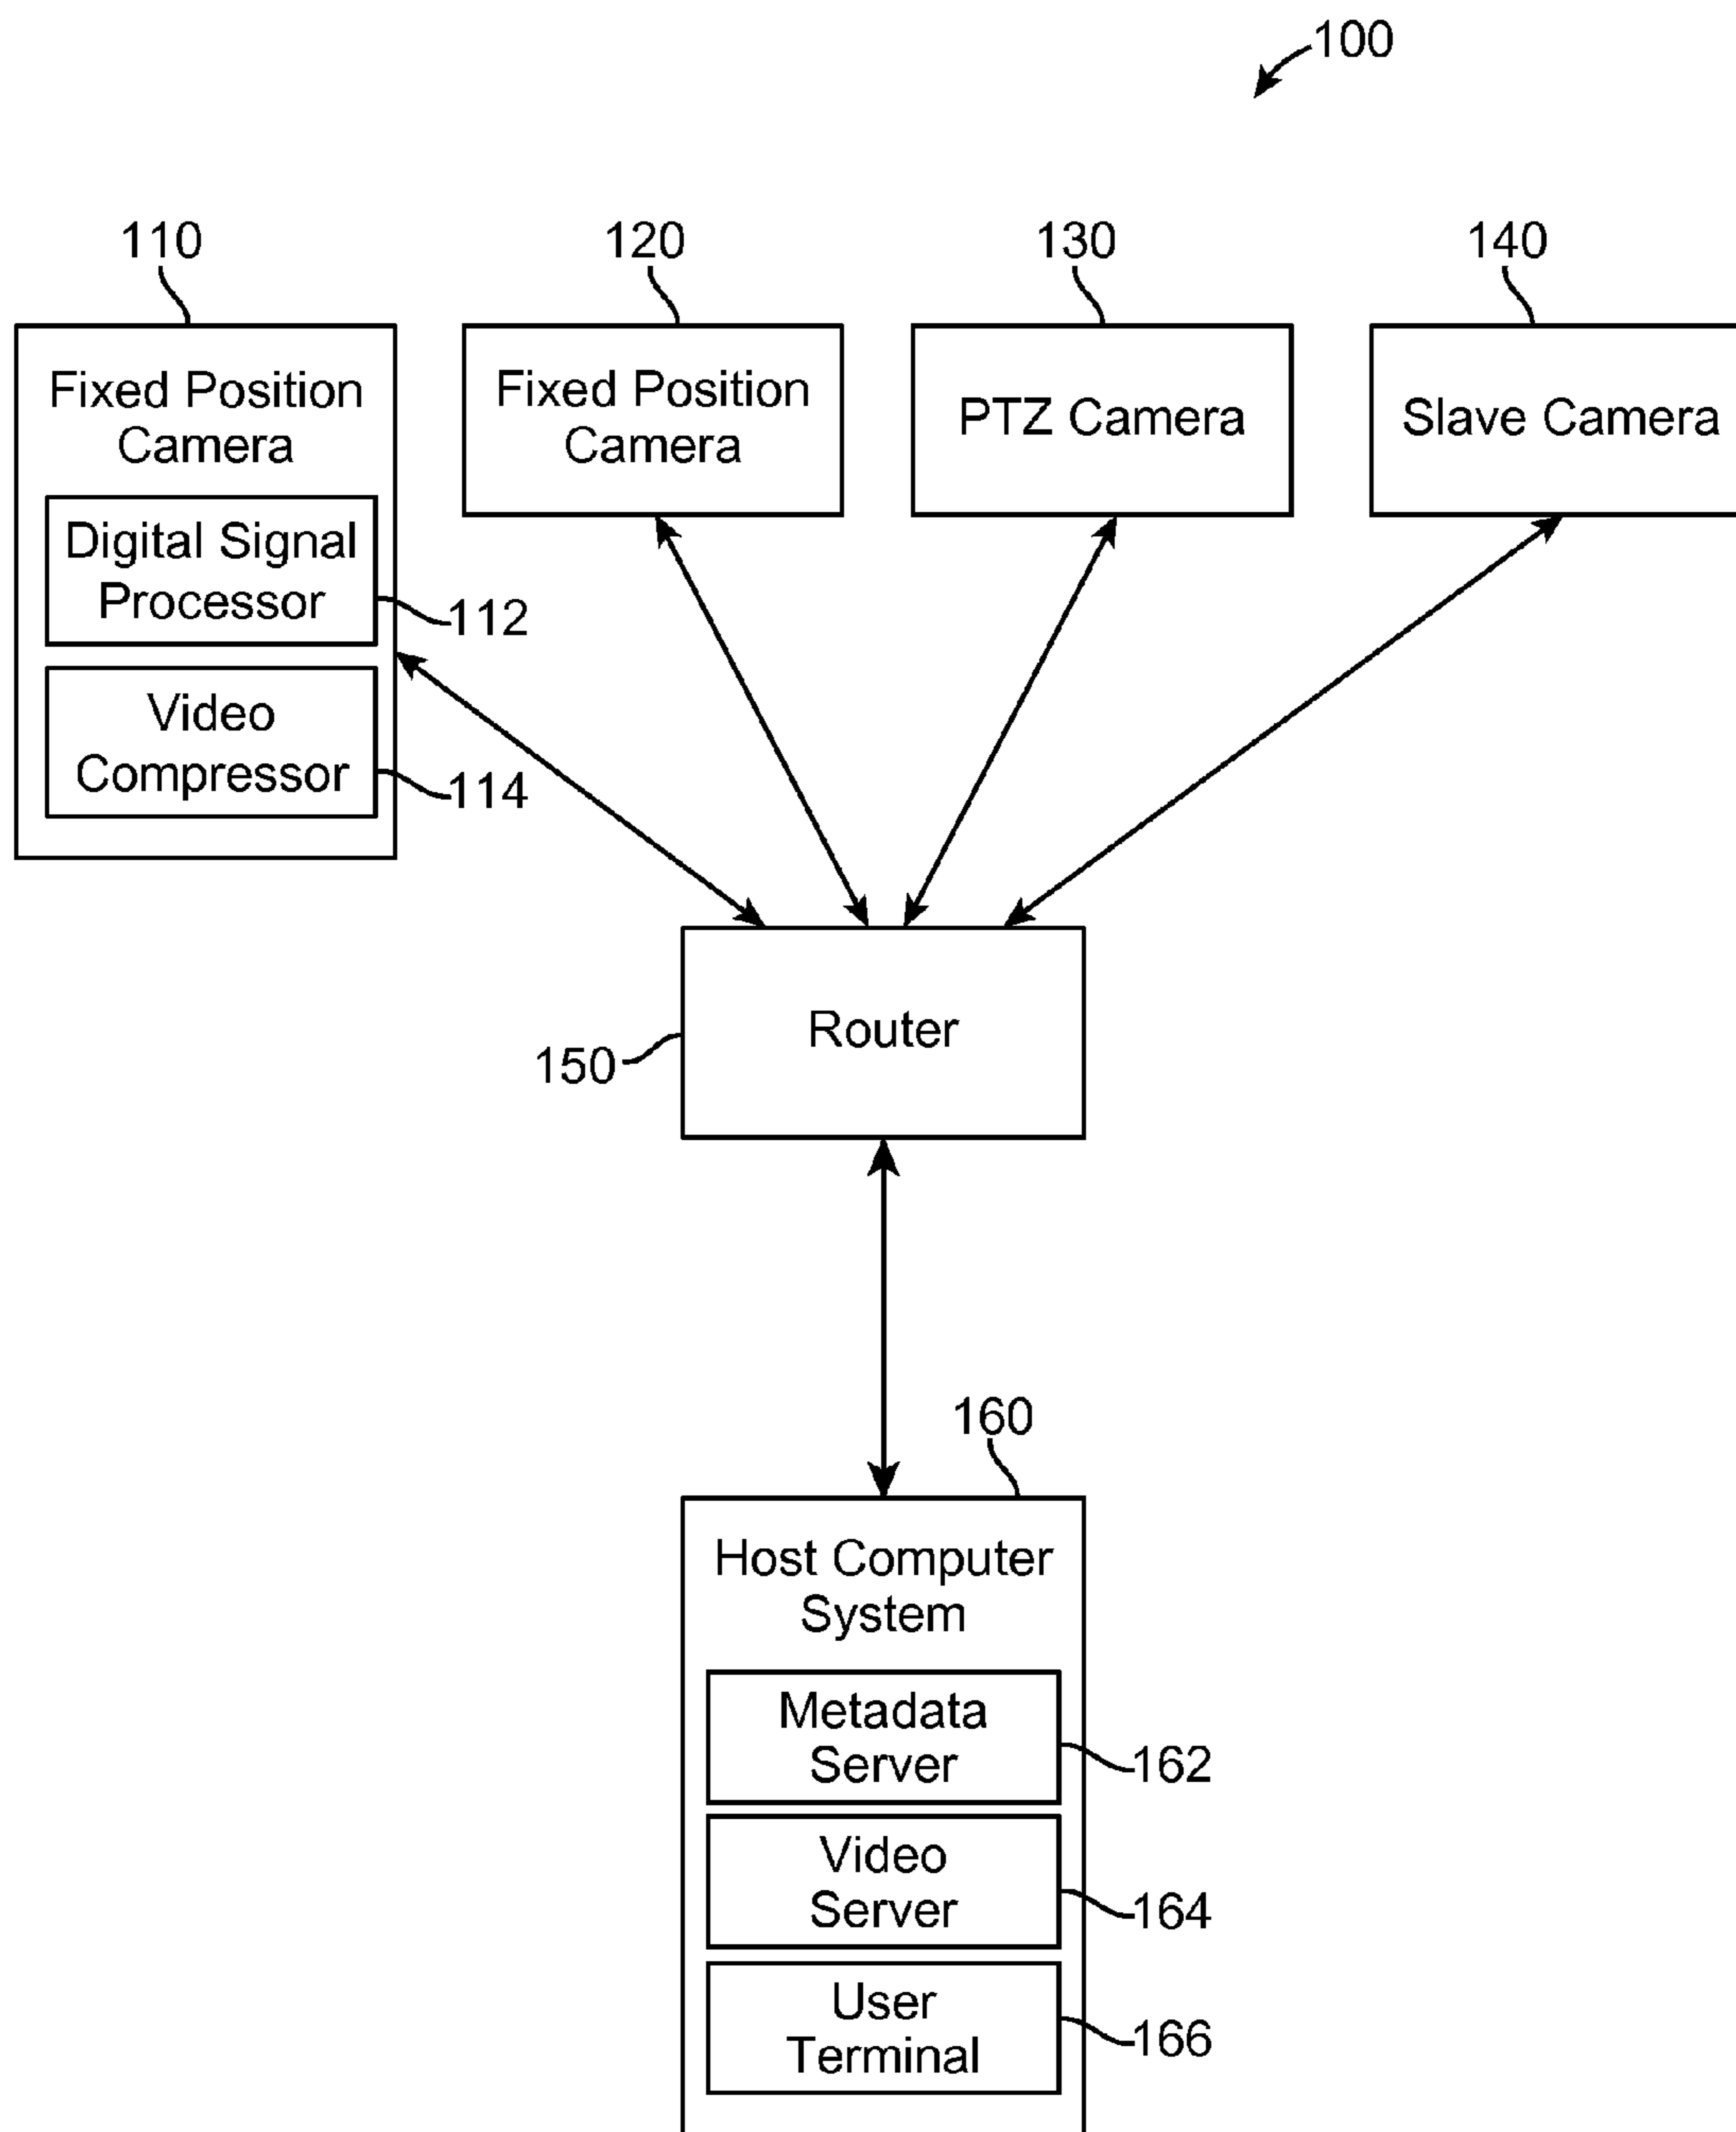 100
110
120
130
140
Fixed Position
Camera
Digital Signal
Processor
112
Video
Compressor
114
Fixed Position
Camera
PTZ Camera
Slave Camera
Router
150
160
Host Computer
System
Metadata
Server
162
Video
Server
164
User
Terminal
166